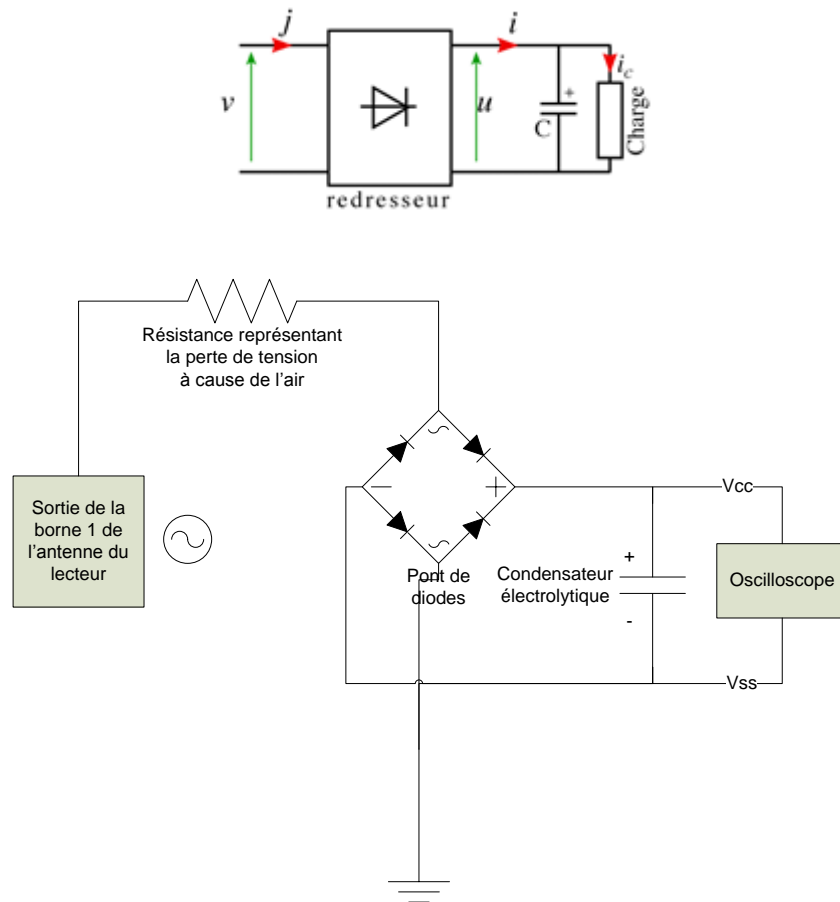 j
i
v
u
C
+
i_c
Charge
redresseur
Résistance représentant
la perte de tension
à cause de l'air
Sortie de la
borne 1 de
l'antenne du
lecteur
Pont de
diodes
Condensateur
électrolytique
+
-
Vcc
Oscilloscope
Vss